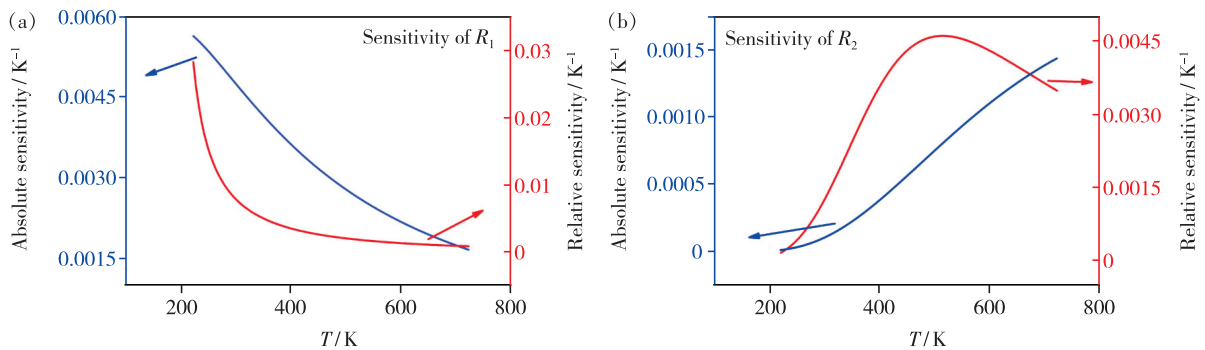 (a)
Sensitivity of R₁
Absolute sensitivity / K⁻¹
0.0060
0.0045
0.0030
0.0015
Relative sensitivity / K⁻¹
0.03
0.02
0.01
0
200 400 600 800
T / K
(b)
Sensitivity of R₂
Absolute sensitivity / K⁻¹
0.0015
0.0010
0.0005
0
Relative sensitivity / K⁻¹
0.0045
0.0030
0.0015
0
200 400 600 800
T / K